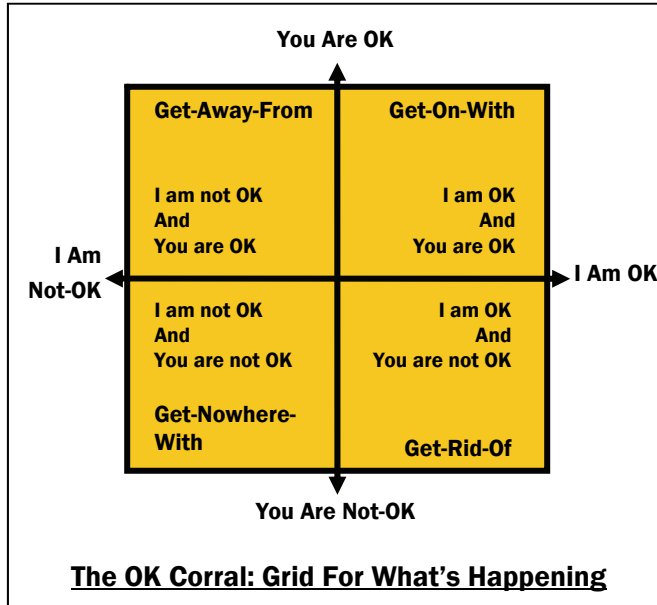 You Are OK
Get-Away-From
Get-On-With
I am not OK
And
You are OK
I am OK
And
You are OK
I Am
Not-OK
I Am OK
I am not OK
And
You are not OK
I am OK
And
You are not OK
Get-Nowhere-
With
Get-Rid-Of
You Are Not-OK
The OK Corral: Grid For What's Happening